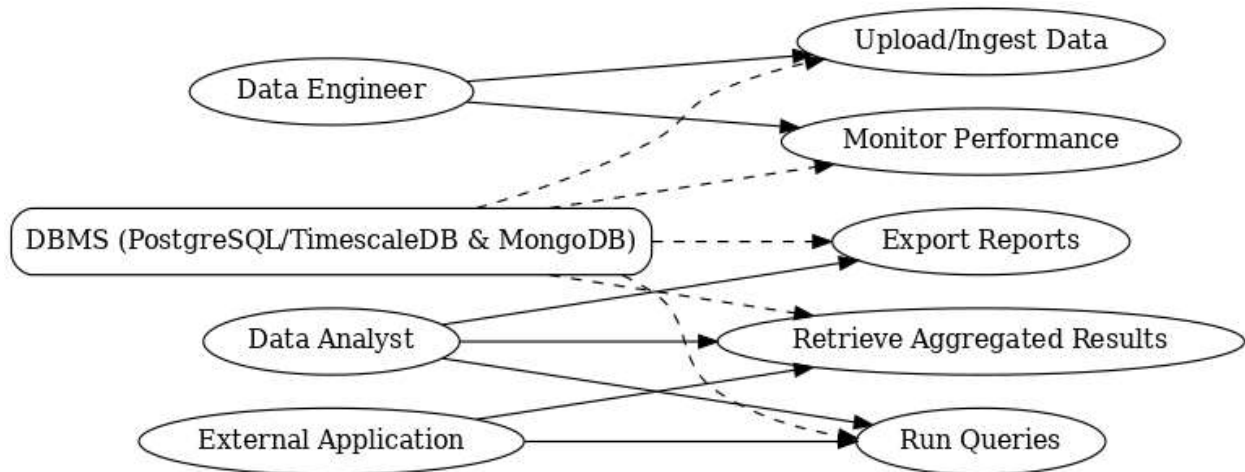 Upload/Ingest Data
Data Engineer
Monitor Performance
DBMS (PostgreSQL/TimescaleDB & MongoDB)
Export Reports
Data Analyst
Retrieve Aggregated Results
External Application
Run Queries